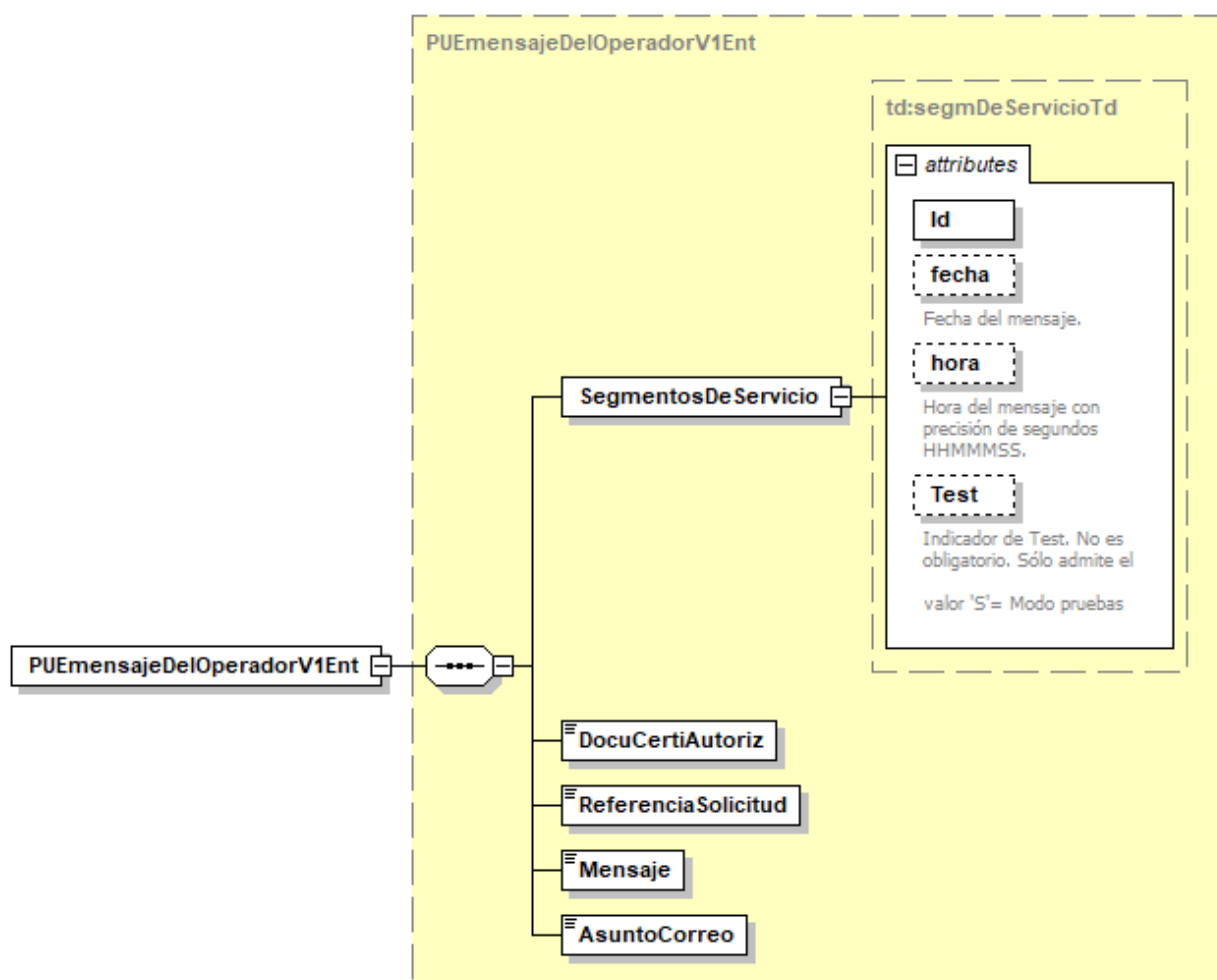 PUEmensajeDelOperadorV1Ent
td:segmDeServicioTd
attributes
Id
fecha
Fecha del mensaje.
hora
Hora del mensaje con
precisión de segundos
HHMMMSS.
Test
Indicador de Test. No es
obligatorio. Sólo admite el
valor 'S'= Modo pruebas
SegmentosDeServicio
PUEmensajeDelOperadorV1Ent
DocuCertiAutoriz
ReferenciaSolicitud
Mensaje
AsuntoCorreo